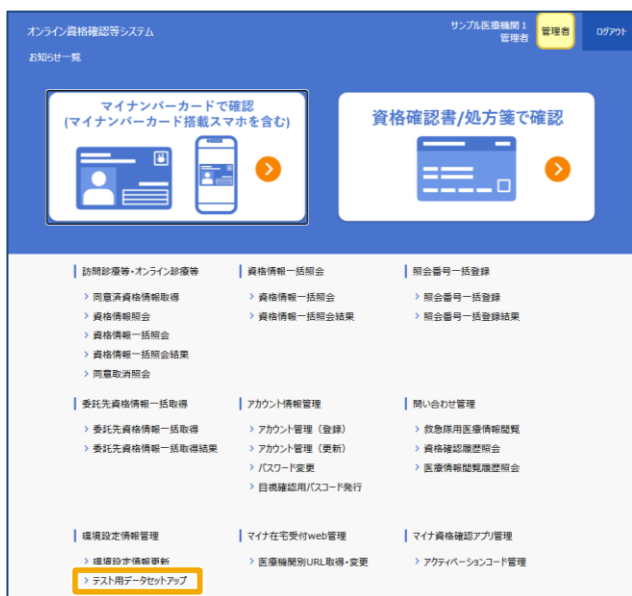 オンライン資格確認等システム
サンプル医療機関1
管理者
管理者
ログアウト
お知らせ一覧
マイナンバーカードで確認
(マイナンバーカード搭載スマホを含む)
資格確認書/処方箋で確認
訪問診療等・オンライン診療等
同意済資格情報取得
資格情報照会
資格情報一括照会
資格情報一括照会結果
同意取消照会
資格情報一括照会
資格情報一括照会
資格情報一括照会結果
照会番号一括登録
照会番号一括登録
照会番号一括登録結果
委託先資格情報一括取得
委託先資格情報一括取得
委託先資格情報一括取得結果
アカウント情報管理
アカウント管理(登録)
アカウント管理(更新)
パスワード変更
目視確認用パスコード発行
問い合わせ管理
救急隊用医療情報閲覧
資格確認履歴照会
医療情報閲覧履歴照会
環境設定情報管理
環境設定情報更新
テスト用データセットアップ
マイナ在宅受付web管理
医療機関別URL取得・変更
マイナ資格確認アプリ管理
アクティベーションコード管理